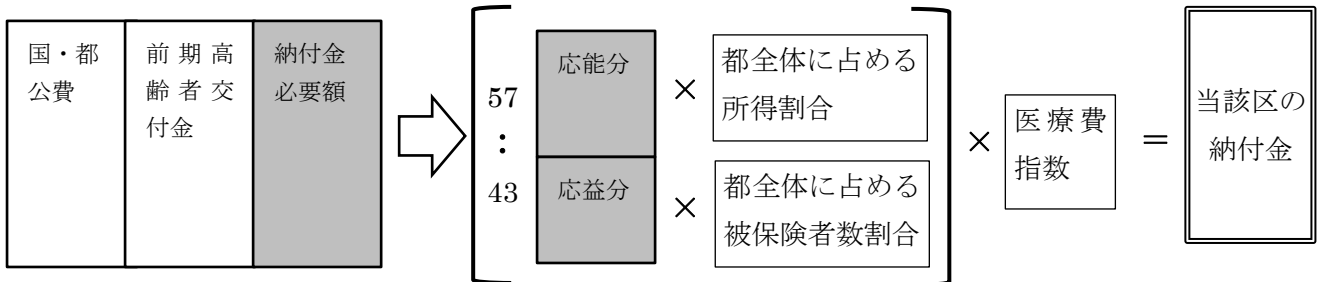 国・都
公費
前期高
齢者交
付金
納付金
必要額
57
：
43
応能分
×
都全体に占める
所得割合
応益分
×
都全体に占める
被保険者数割合
×
医療費
指数
＝
当該区の
納付金